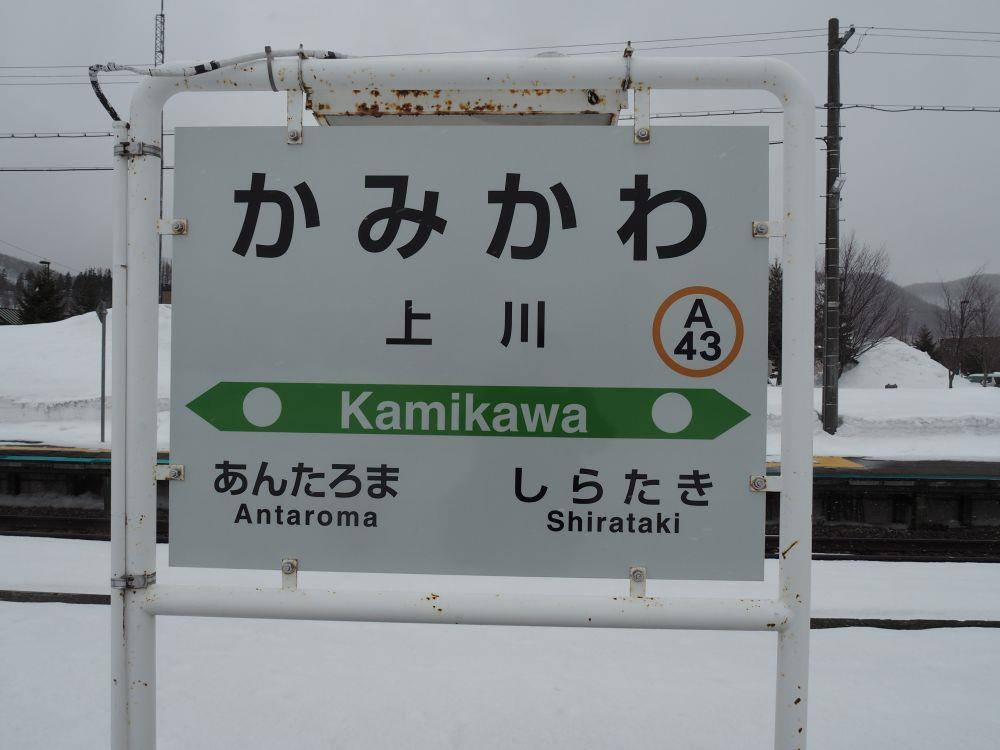 かみかわ
上川
A
43
Kamikawa
あんたろま
Antaroma
しらたき
Shirataki